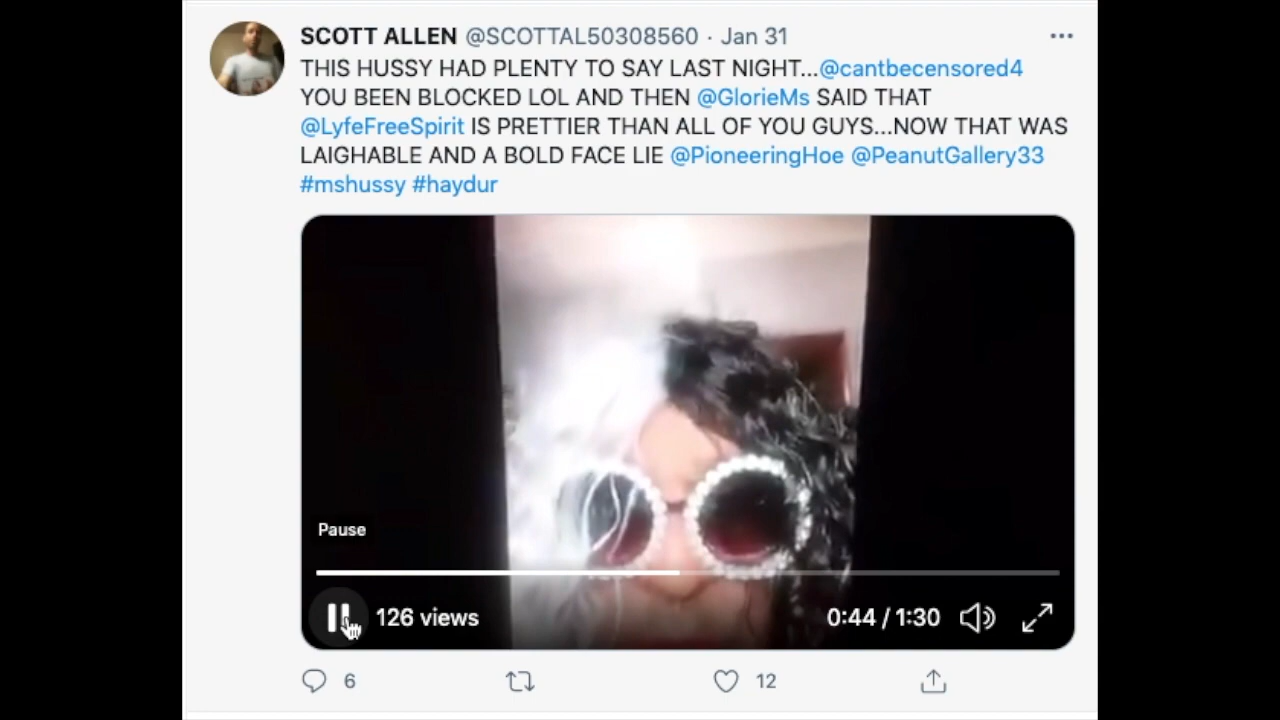 SCOTT ALLEN @SCOTTAL50308560 · Jan 31
THIS HUSSY HAD PLENTY TO SAY LAST NIGHT...@cantbecensored4
YOU BEEN BLOCKED LOL AND THEN @GlorieMs SAID THAT
@LyfeFreeSpirit IS PRETTIER THAN ALL OF YOU GUYS...NOW THAT WAS
LAIGHABLE AND A BOLD FACE LIE @PioneeringHoe @PeanutGallery33
#mshussy #haydur
Pause
126 views 0:44 / 1:30
6 12